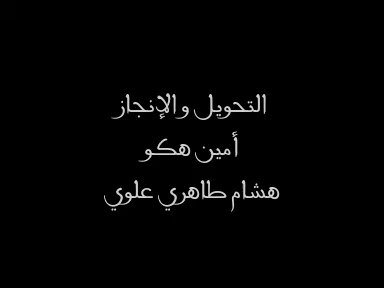 التحويل والإنجاز
أمين هكو
هشام طاهري علوي